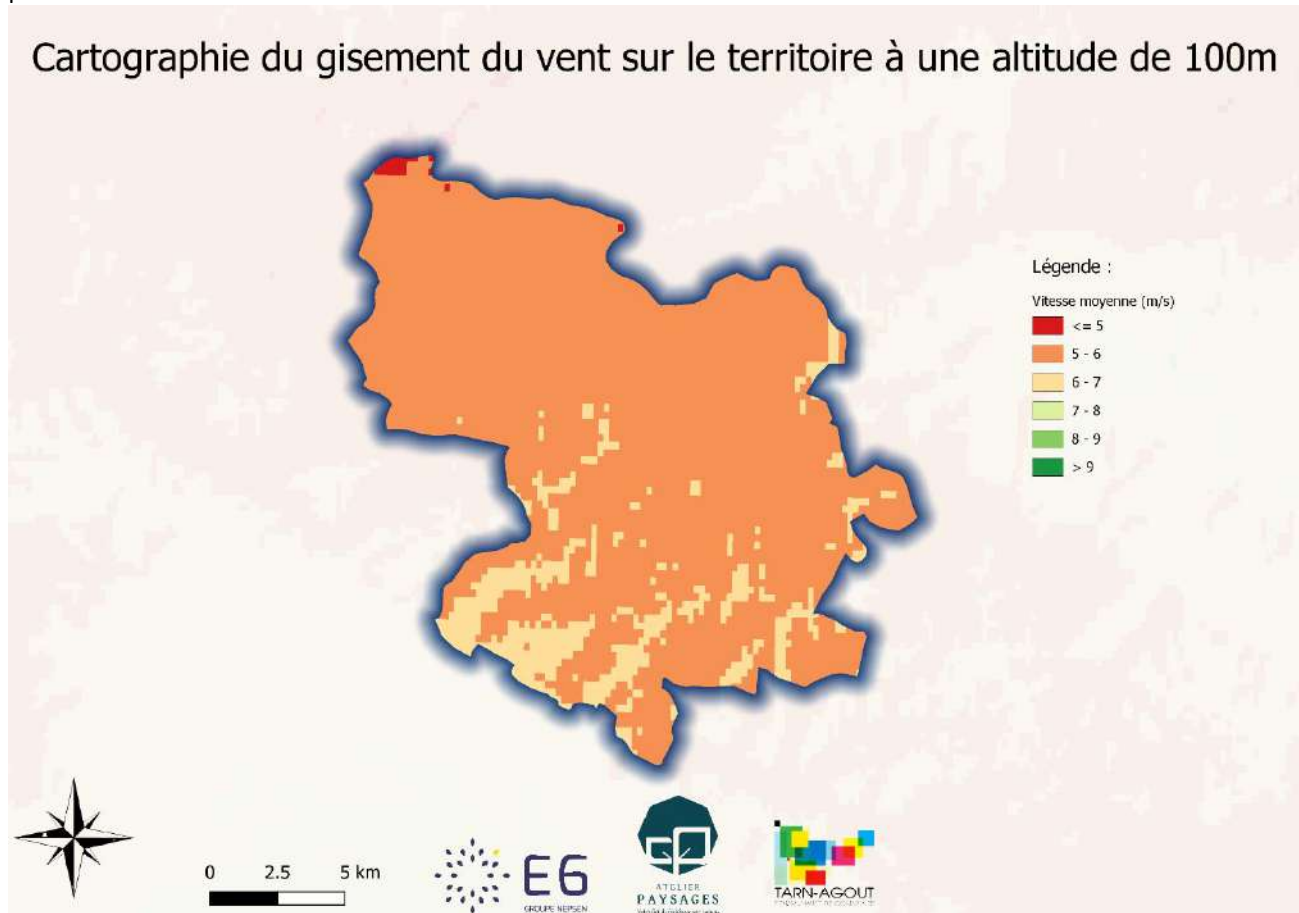 Cartographie du gisement du vent sur le territoire à une altitude de 100m
Légende :
Vitesse moyenne (m/s)
<= 5
5 - 6
6 - 7
7 - 8
8 - 9
> 9
0 2.5 5 km
E6
GROUPE NEPSEN
ATELIER
PAYSAGES
TARN-AGOUT